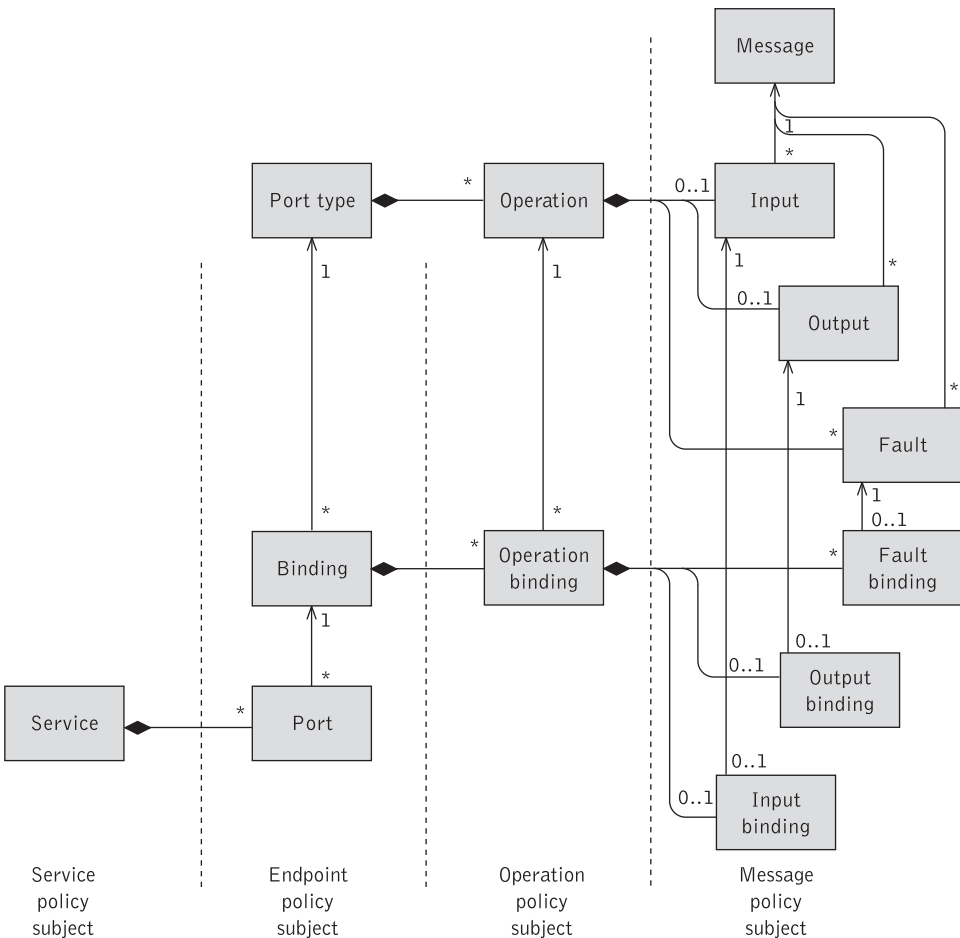 Message
1
*
Port type
*
Operation
0..1
Input
1
1
1
*
0..1
Output
1
*
*
Fault
1
0..1
*
*
*
Binding
Operation
binding
*
Fault
binding
1
0..1
0..1
Output
binding
*
*
Service
Port
0..1
0..1
Input
binding
Service
policy
subject
Endpoint
policy
subject
Operation
policy
subject
Message
policy
subject